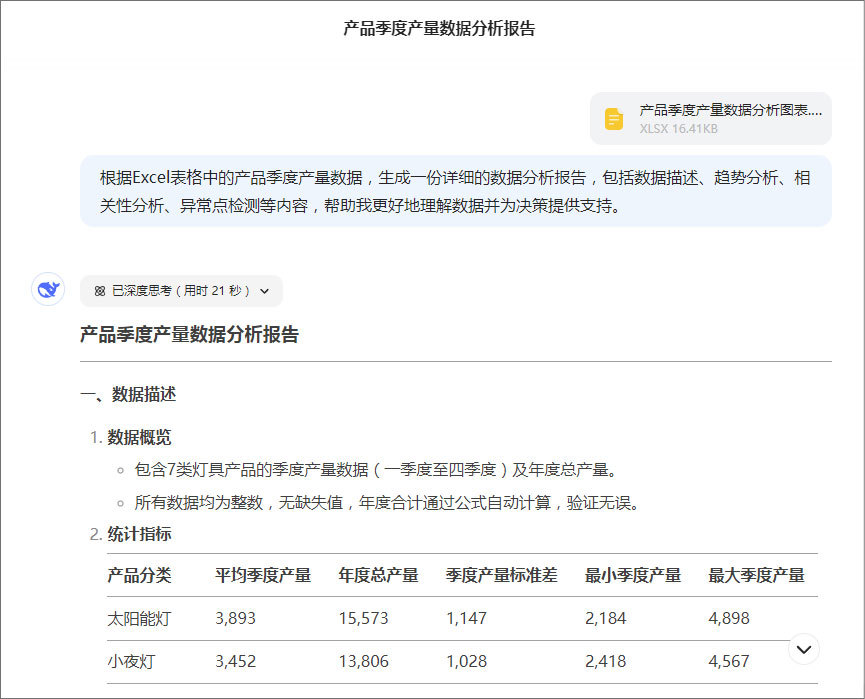 产品季度产量数据分析报告
产品季度产量数据分析图表....
XLSX 16.41KB
根据Excel表格中的产品季度产量数据，生成一份详细的数据分析报告，包括数据描述、趋势分析、相
关性分析、异常点检测等内容，帮助我更好地理解数据并为决策提供支持。
已深度思考（用时 21 秒）
产品季度产量数据分析报告
一、数据描述
1. 数据概览
包含7类灯具产品的季度产量数据（一季度至四季度）及年度总产量。
所有数据均为整数，无缺失值，年度合计通过公式自动计算，验证无误。
2. 统计指标
产品分类 平均季度产量 年度总产量 季度产量标准差 最小季度产量 最大季度产量
太阳能灯 3,893 15,573 1,147 2,184 4,898
小夜灯 3,452 13,806 1,028 2,418 4,567